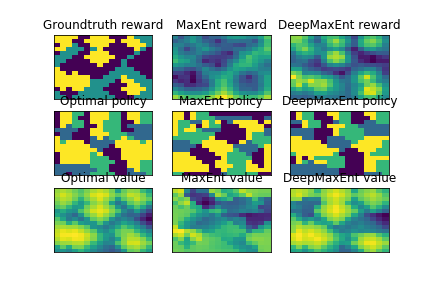 Groundtruth reward
MaxEnt reward
DeepMaxEnt reward
Optimal policy
MaxEnt policy
DeepMaxEnt policy
Optimal value
MaxEnt value
DeepMaxEnt value